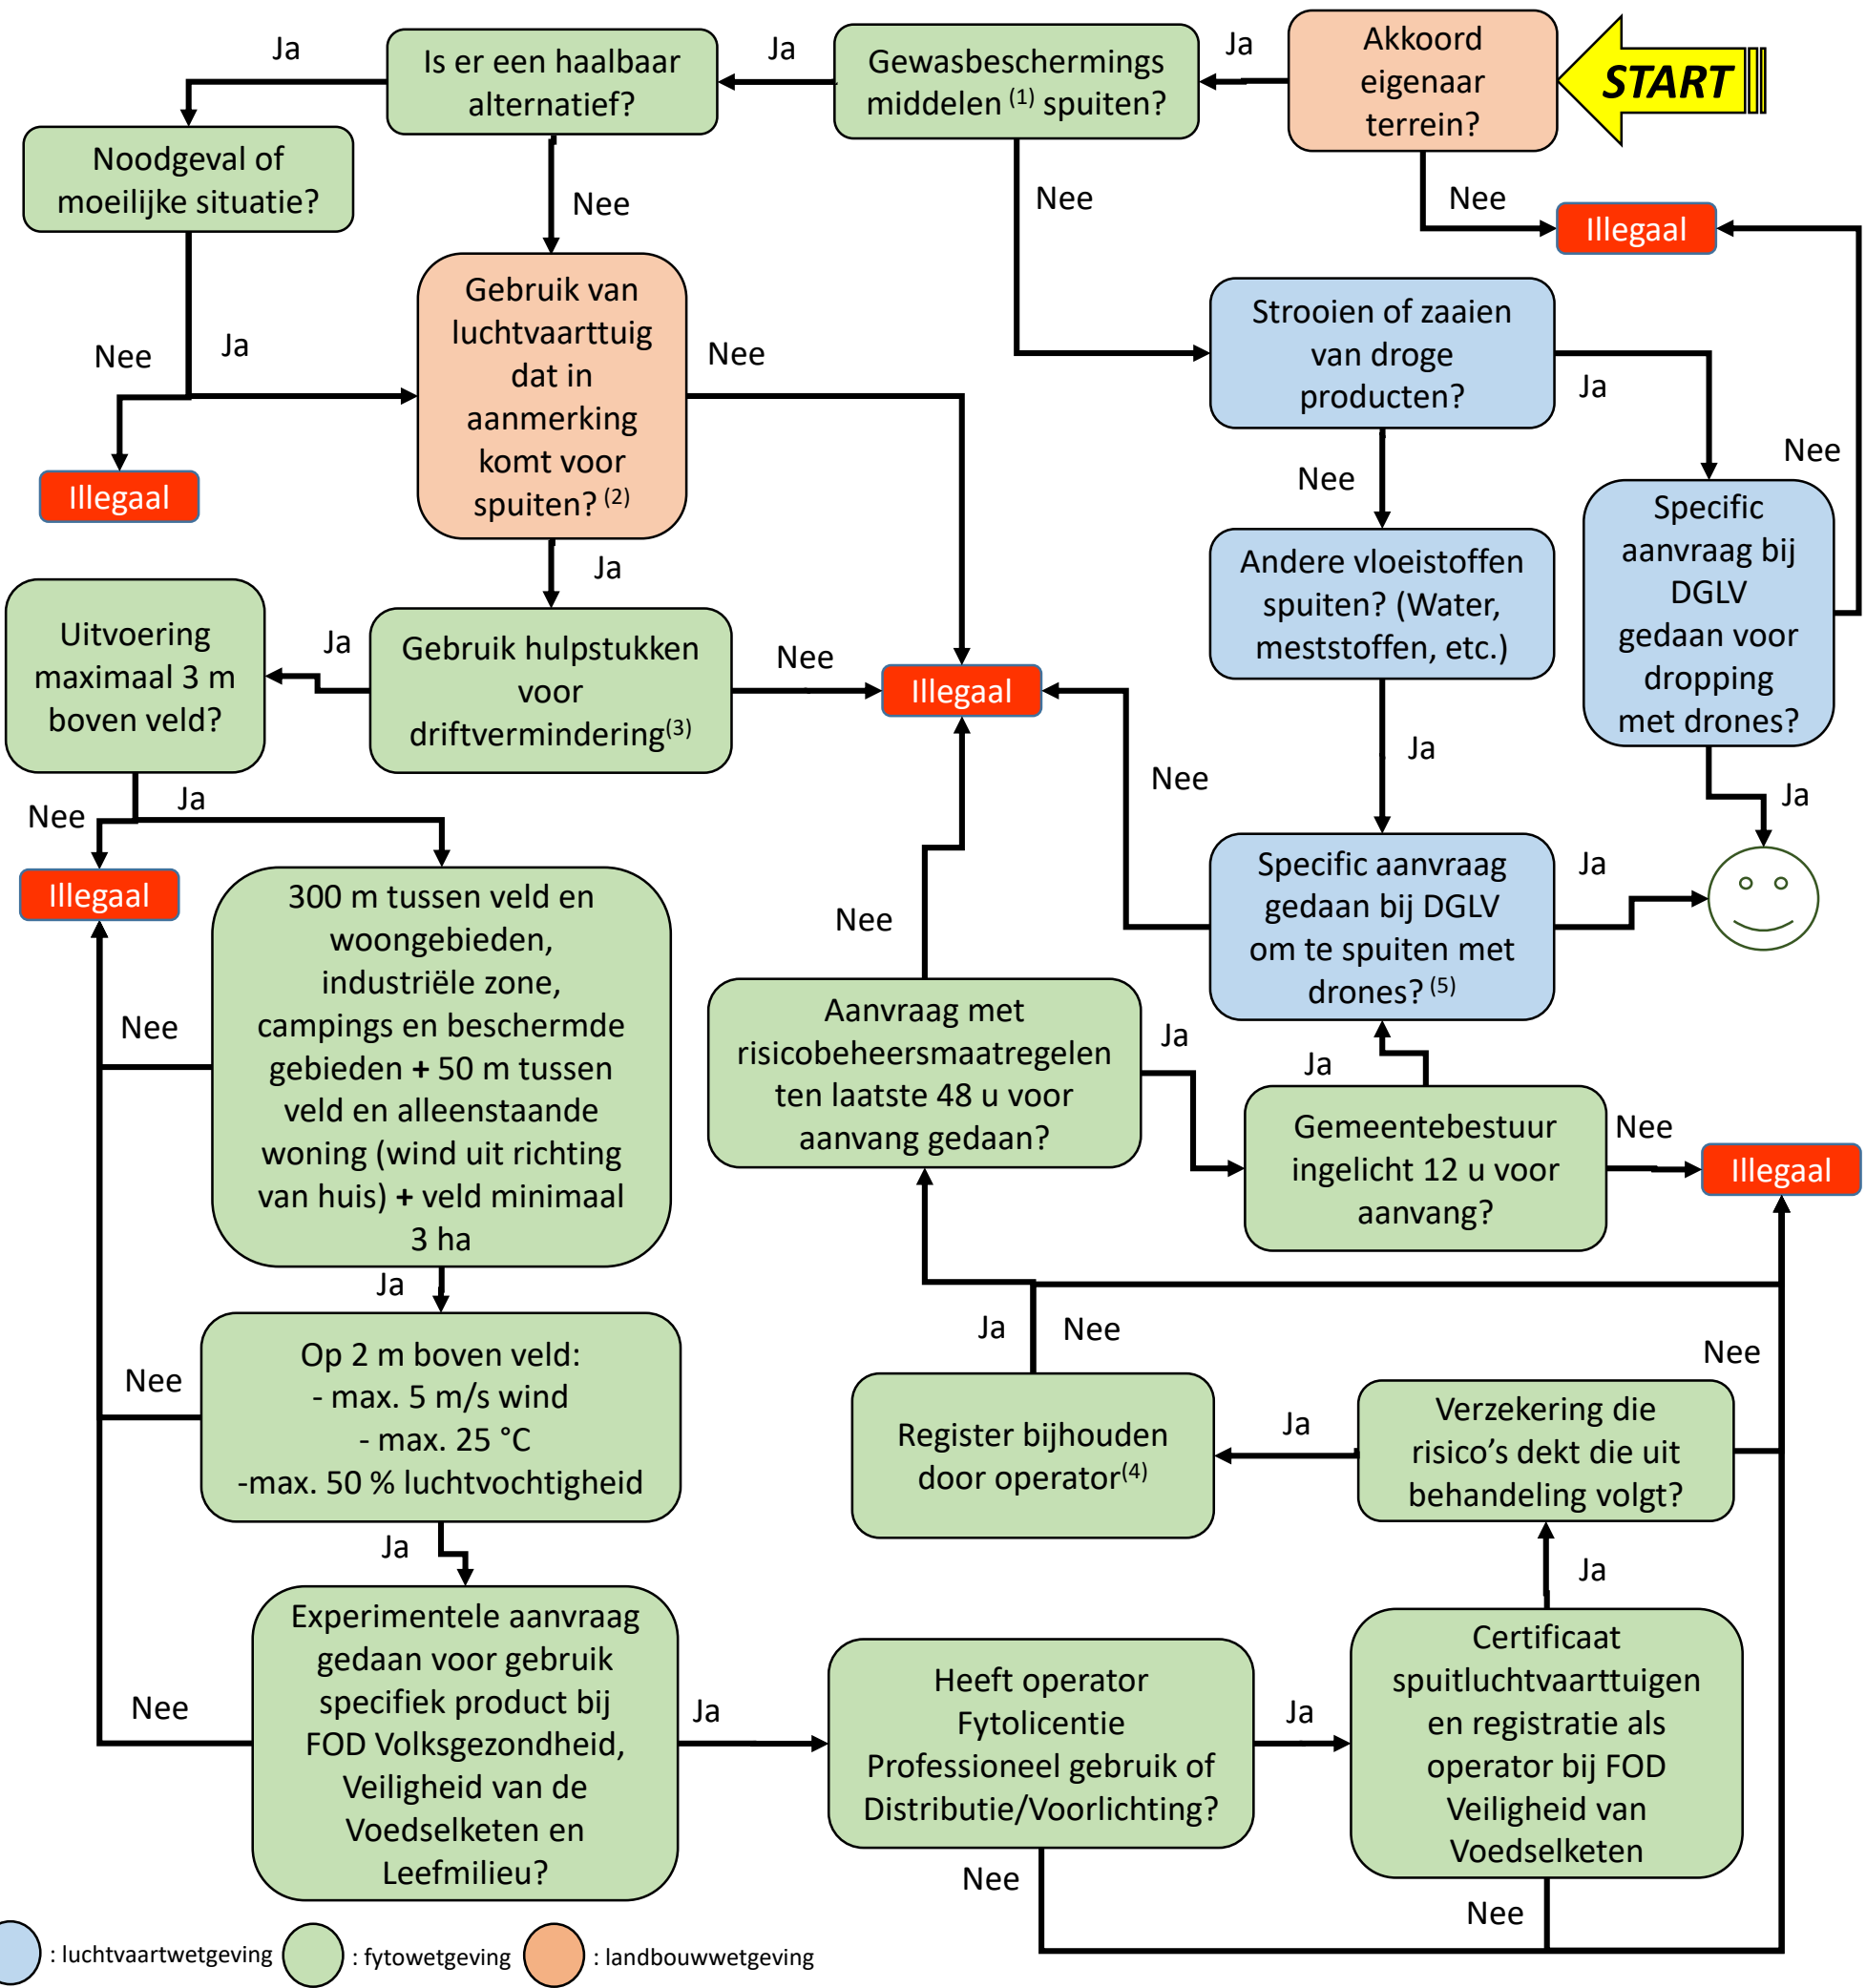 START
Akkoord
eigenaar
terrein?
Ja
Nee
Illegaal
Gewasbeschermings
middelen (1) spuiten?
Ja
Nee
Is er een haalbaar
alternatief?
Ja
Nee
Noodgeval of
moeilijke situatie?
Nee
Ja
Illegaal
Gebruik van
luchtvaarttuig
dat in
aanmerking
komt voor
spuiten? (2)
Nee
Ja
Strooien of zaaien
van droge
producten?
Ja
Nee
Specific
aanvraag bij
DGLV
gedaan voor
dropping
met drones?
Nee
Ja
Andere vloeistoffen
spuiten? (Water,
meststoffen, etc.)
Ja
Uitvoering
maximaal 3 m
boven veld?
Ja
Gebruik hulpstukken
voor
driftvermindering(3)
Nee
Illegaal
Nee
Ja
Illegaal
Specific aanvraag
gedaan bij DGLV
om te spuiten met
drones? (5)
Nee
Ja
300 m tussen veld en
woongebieden,
industriële zone,
campings en beschermde
gebieden + 50 m tussen
veld en alleenstaande
woning (wind uit richting
van huis) + veld minimaal
3 ha
Nee
Ja
Aanvraag met
risicobeheersmaatregelen
ten laatste 48 u voor
aanvang gedaan?
Nee
Ja
Gemeentebestuur
ingelicht 12 u voor
aanvang?
Ja
Nee
Illegaal
Op 2 m boven veld:
- max. 5 m/s wind
- max. 25 °C
-max. 50 % luchtvochtigheid
Nee
Ja
Register bijhouden
door operator(4)
Ja
Nee
Verzekering die
risico’s dekt die uit
behandeling volgt?
Ja
Nee
Experimentele aanvraag
gedaan voor gebruik
specifiek product bij
FOD Volksgezondheid,
Veiligheid van de
Voedselketen en
Leefmilieu?
Nee
Ja
Heeft operator
Fytolicentie
Professioneel gebruik of
Distributie/Voorlichting?
Ja
Nee
Certificaat
spuitluchtvaarttuigen
en registratie als
operator bij FOD
Veiligheid van
Voedselketen
Ja
Nee
: luchtvaartwetgeving
: fytowetgeving
: landbouwwetgeving